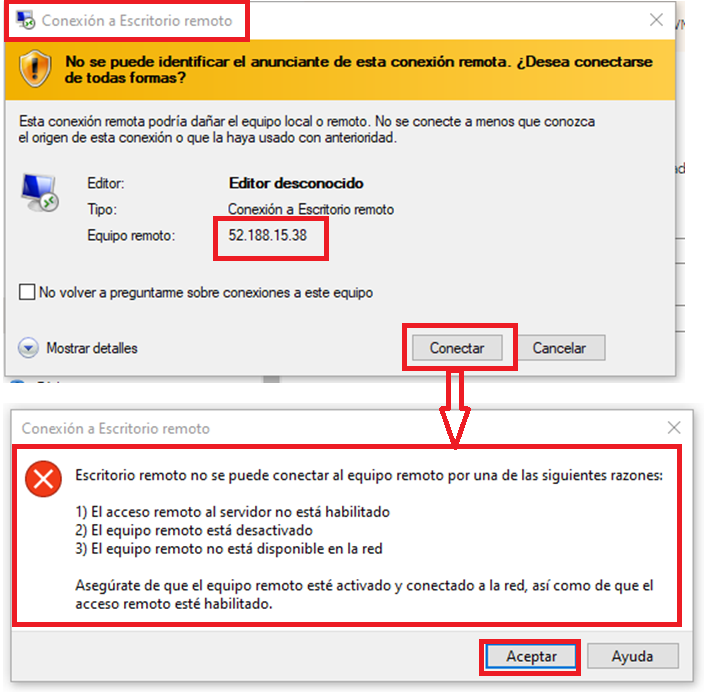 Conexión a Escritorio remoto
No se puede identificar el anunciante de esta conexión remota. ¿Desea conectarse
de todas formas?
Esta conexión remota podría dañar el equipo local o remoto. No se conecte a menos que conozca
el origen de esta conexión o que la haya usado con anterioridad.
Editor: Editor desconocido
Tipo: Conexión a Escritorio remoto
Equipo remoto: 52.188.15.38
No volver a preguntarme sobre conexiones a este equipo
Mostrar detalles Conectar Cancelar
Conexión a Escritorio remoto
Escritorio remoto no se puede conectar al equipo remoto por una de las siguientes razones:
1) El acceso remoto al servidor no está habilitado
2) El equipo remoto está desactivado
3) El equipo remoto no está disponible en la red
Asegúrate de que el equipo remoto esté activado y conectado a la red, así como de que el
acceso remoto esté habilitado.
Aceptar Ayuda